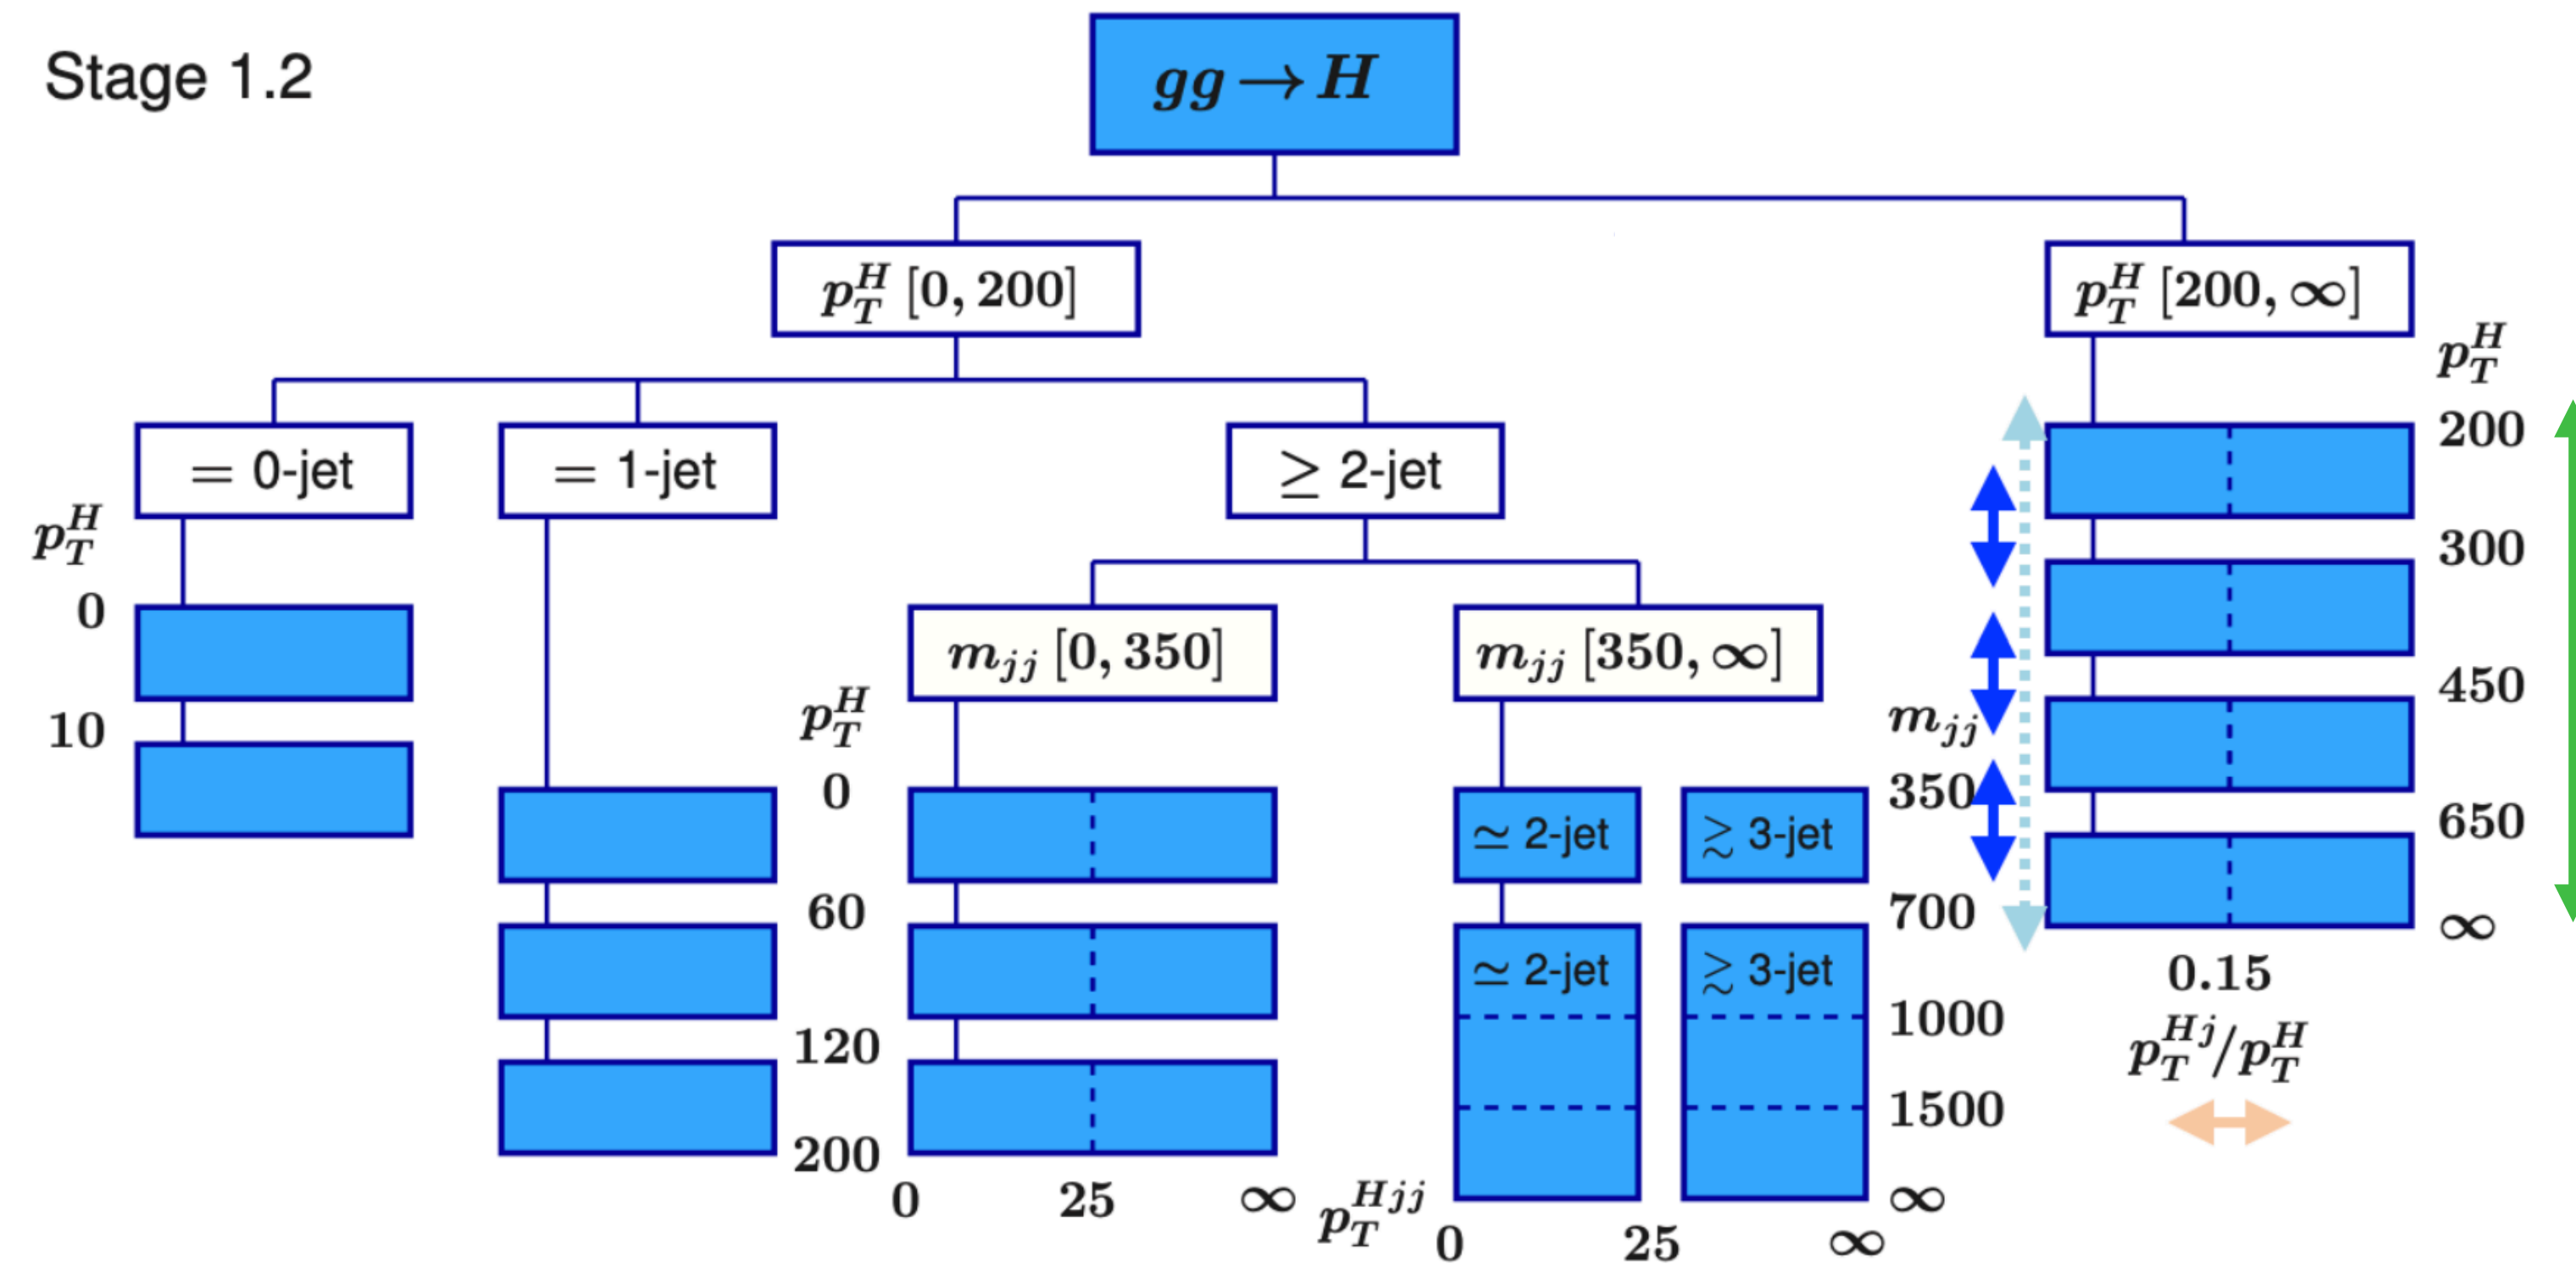 Stage 1.2
gg → H
p_T^H [0, 200]
p_T^H [200, ∞]
= 0-jet
= 1-jet
≥ 2-jet
p_T^H
0
10
m_jj [0, 350]
m_jj [350, ∞]
p_T^H
0
60
120
200
0 25 ∞
≃ 2-jet
≳ 3-jet
≃ 2-jet
≳ 3-jet
m_jj
350
700
1000
1500
∞
p_T^Hjj
0 25 ∞
p_T^H
200
300
450
650
∞
0.15
p_T^Hj/p_T^H